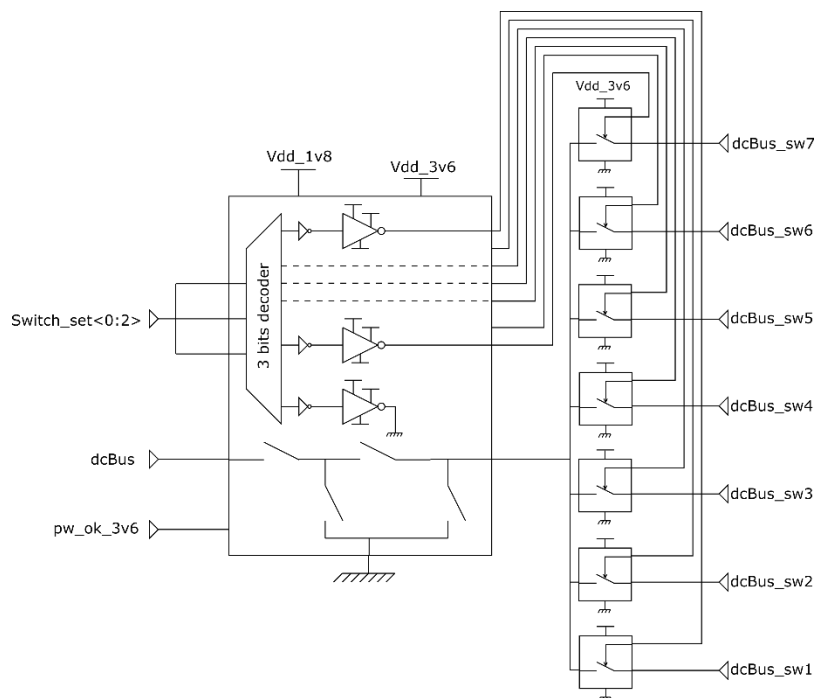 Vdd_3v6
dcBus_sw7
Vdd_1v8
Vdd_3v6
dcBus_sw6
3 bits decoder
Switch_set<0:2>
dcBus_sw5
dcBus_sw4
dcBus
dcBus_sw3
pw_ok_3v6
dcBus_sw2
dcBus_sw1